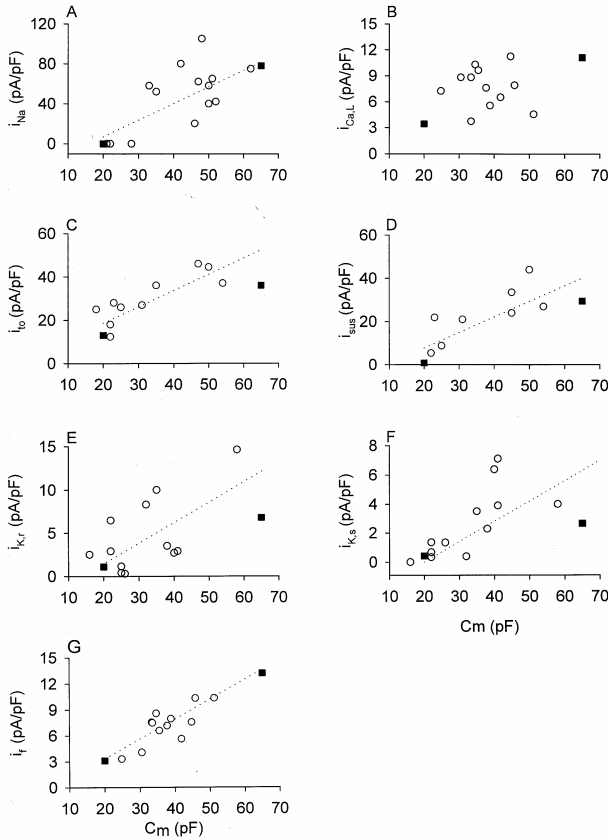 A
B
i_Na (pA/pF)
120
80
40
0
10 20 30 40 50 60 70
i_Ca,L (pA/pF)
15
12
9
6
3
0
10 20 30 40 50 60 70
C
D
i_to (pA/pF)
60
40
20
0
10 20 30 40 50 60 70
i_sus (pA/pF)
60
40
20
0
10 20 30 40 50 60 70
E
F
i_K,r (pA/pF)
15
10
5
0
10 20 30 40 50 60 70
i_K,s (pA/pF)
8
6
4
2
0
10 20 30 40 50 60 70
Cm (pF)
G
i_f (pA/pF)
15
12
9
6
3
0
10 20 30 40 50 60 70
Cm (pF)